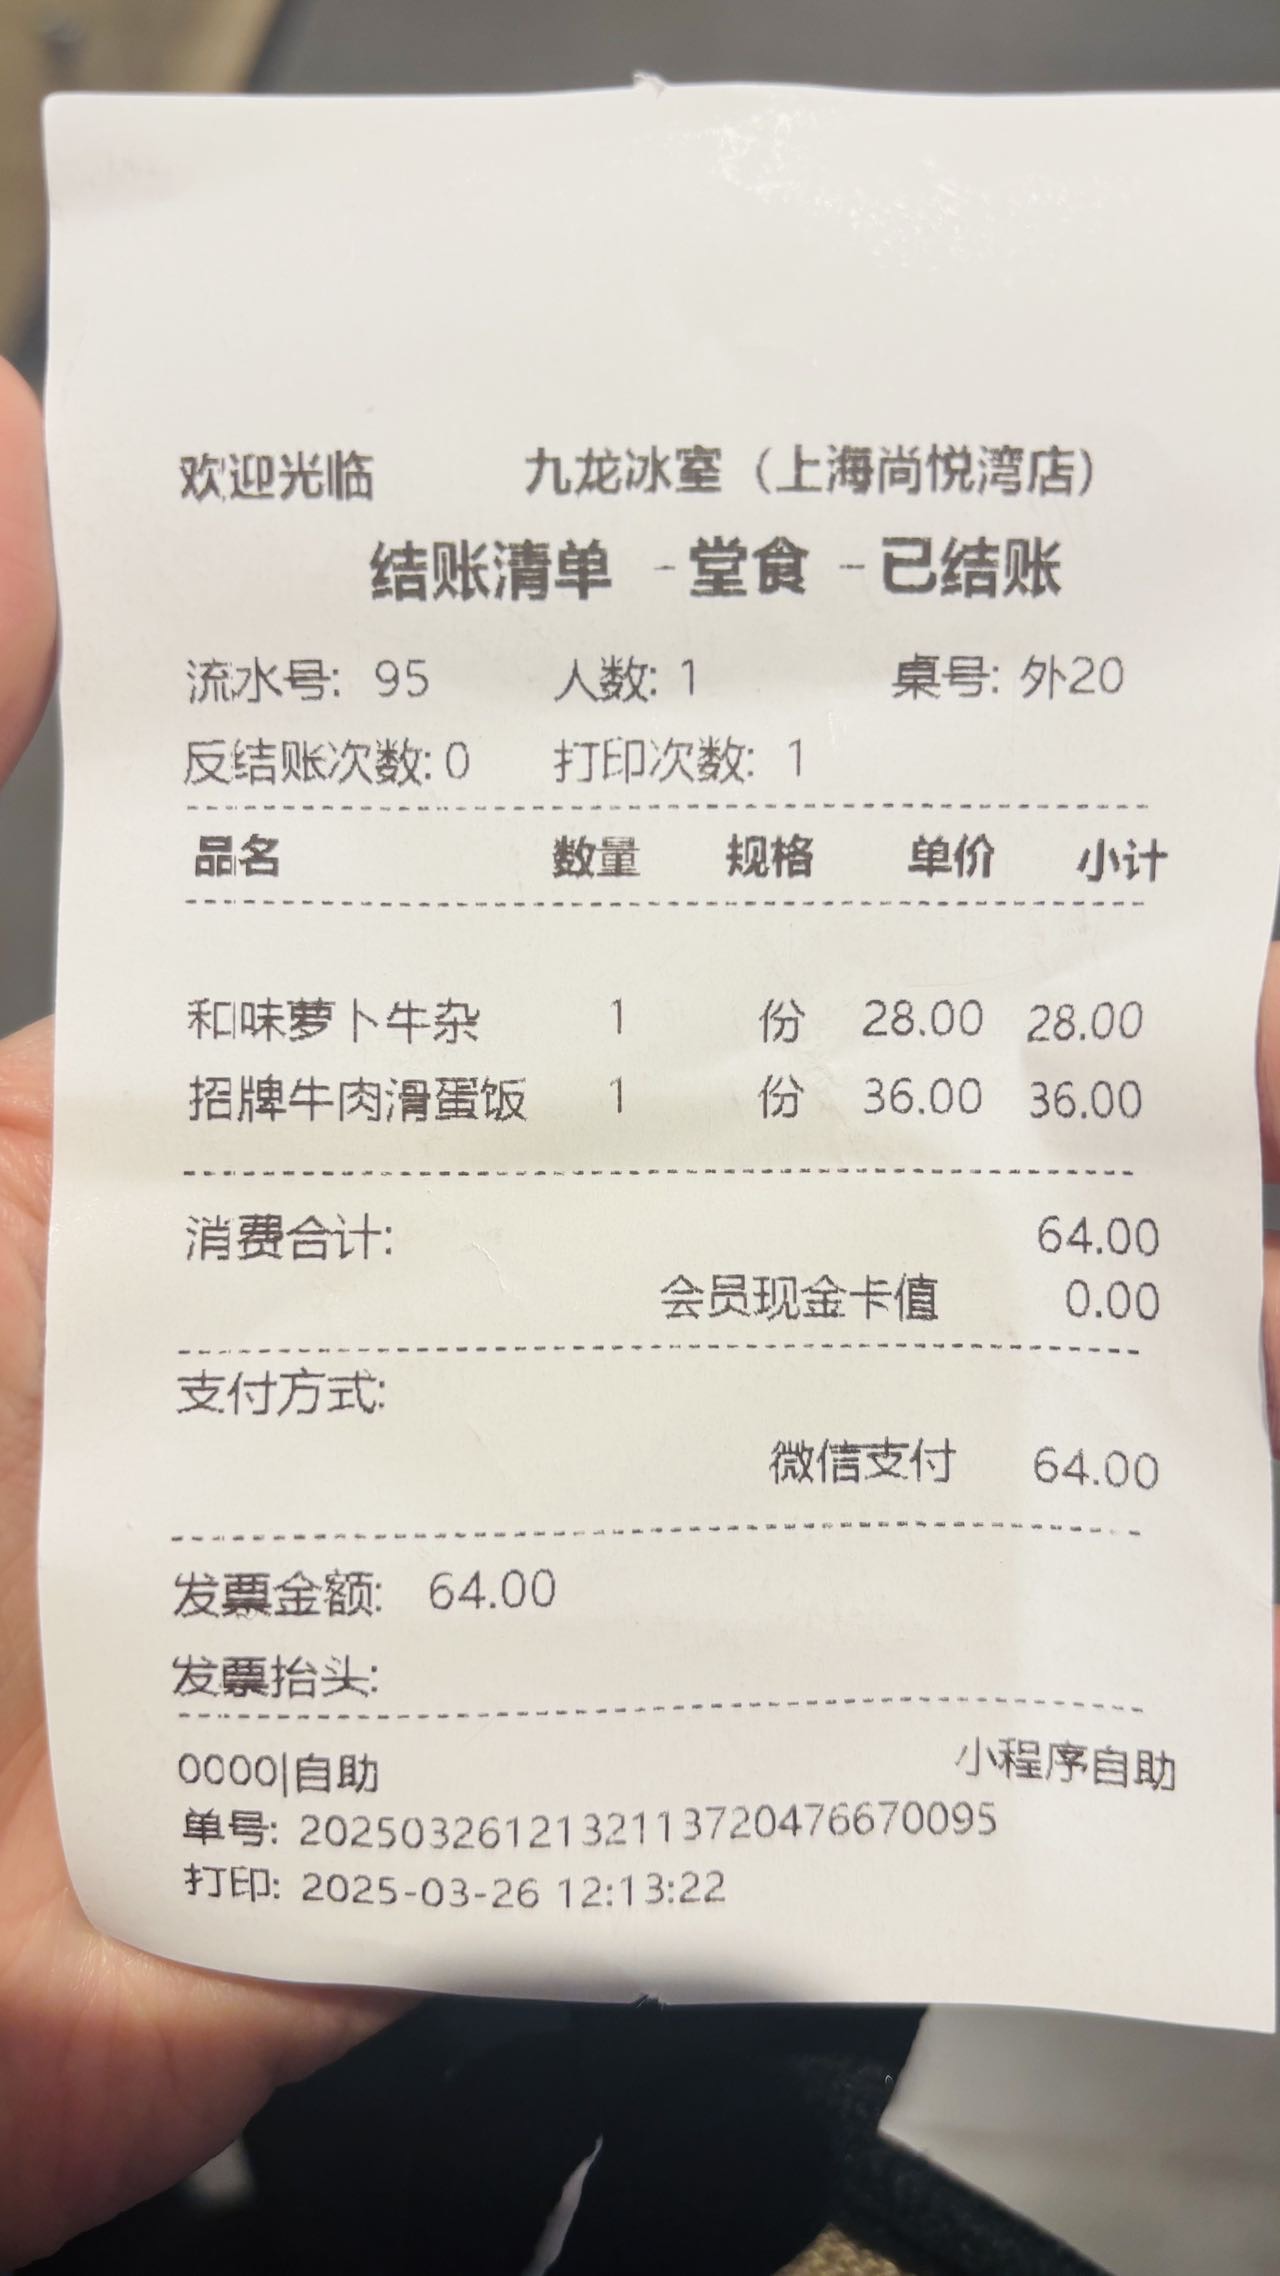 欢迎光临 九龙冰室（上海尚悦湾店）
结账清单 - 堂食 - 已结账
流水号: 95 人数: 1 桌号: 外20
反结账次数: 0 打印次数: 1
品名 数量 规格 单价 小计
和味萝卜牛杂 1 份 28.00 28.00
招牌牛肉滑蛋饭 1 份 36.00 36.00
消费合计: 64.00
会员现金卡值 0.00
支付方式:
微信支付 64.00
发票金额: 64.00
发票抬头:
0000|自助 小程序自助
单号: 2025032612132113720476670095
打印: 2025-03-26 12:13:22